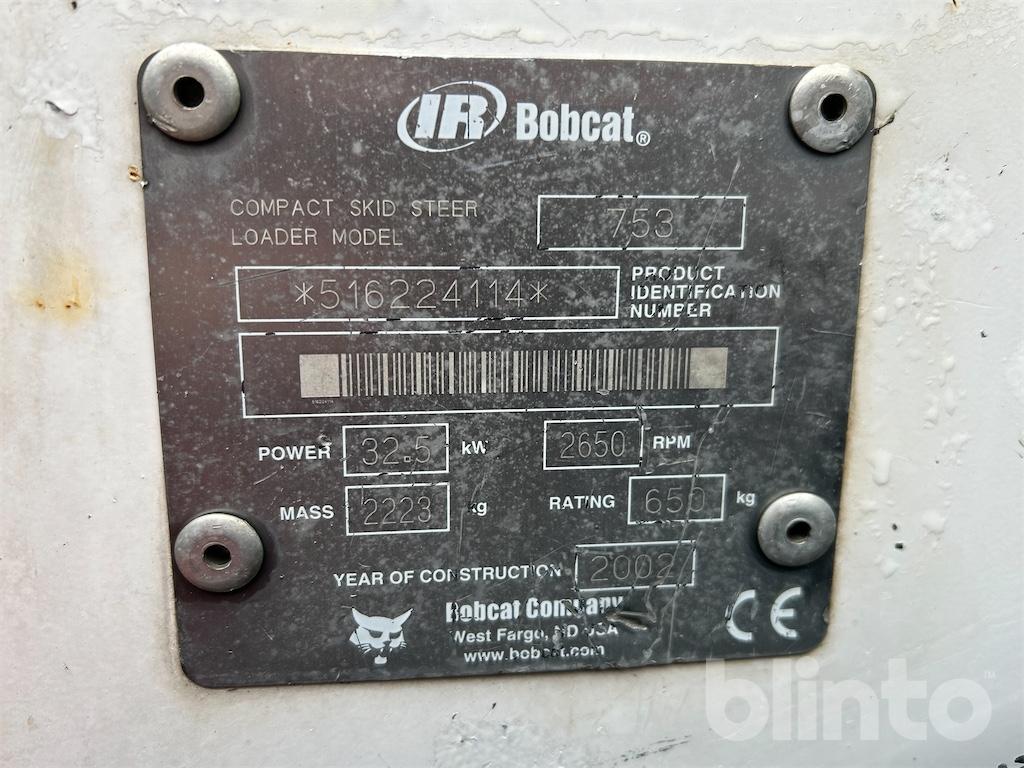 IR Bobcat®
COMPACT SKID STEER
LOADER MODEL
753
*516224114*
PRODUCT
IDENTIFICATION
NUMBER
516224114
POWER 32.5 kW 2650 RPM
MASS 2223 kg RATING 650 kg
YEAR OF CONSTRUCTION 2002
Bobcat Company
West Fargo, ND USA
www.bobcat.com
CE
blinto™